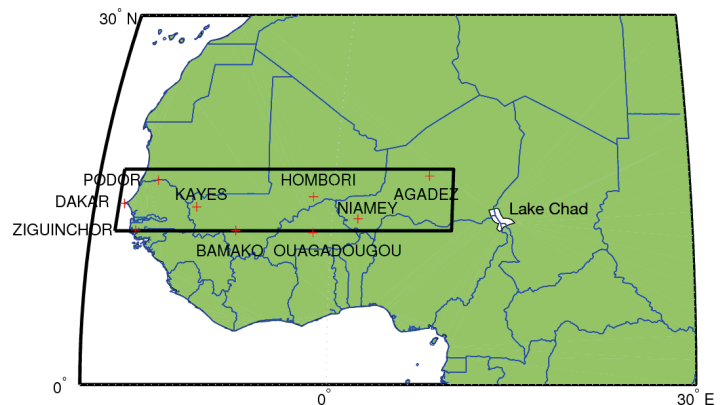 30° N
PODOR
HOMBORI
KAYES
AGADEZ
DAKAR
NIAMEY
Lake Chad
ZIGUINCHOR
BAMAKO
OUAGADOUGOU
0°
0°
30° E